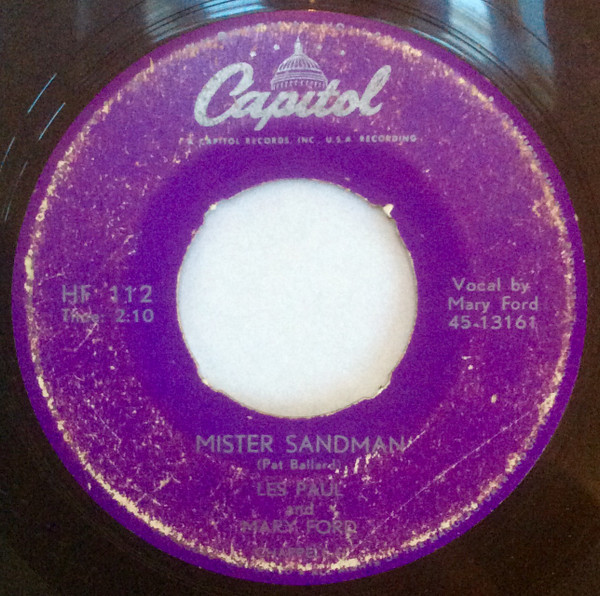 Capitol
A CAPITOL RECORDS, INC., U.S.A. RECORDING
HF 112
Time: 2:10
Vocal by
Mary Ford
45-13161
MISTER SANDMAN
(Pat Ballard)
LES PAUL
and
MARY FORD